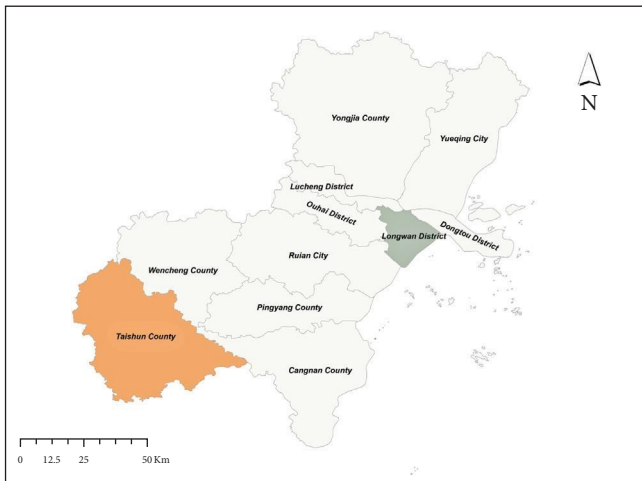 N
Yongjia County
Yueqing City
Lucheng District
Ouhai District
Longwan District
Dongtou District
Ruian City
Wencheng County
Pingyang County
Taishun County
Cangnan County
0 12.5 25 50 Km